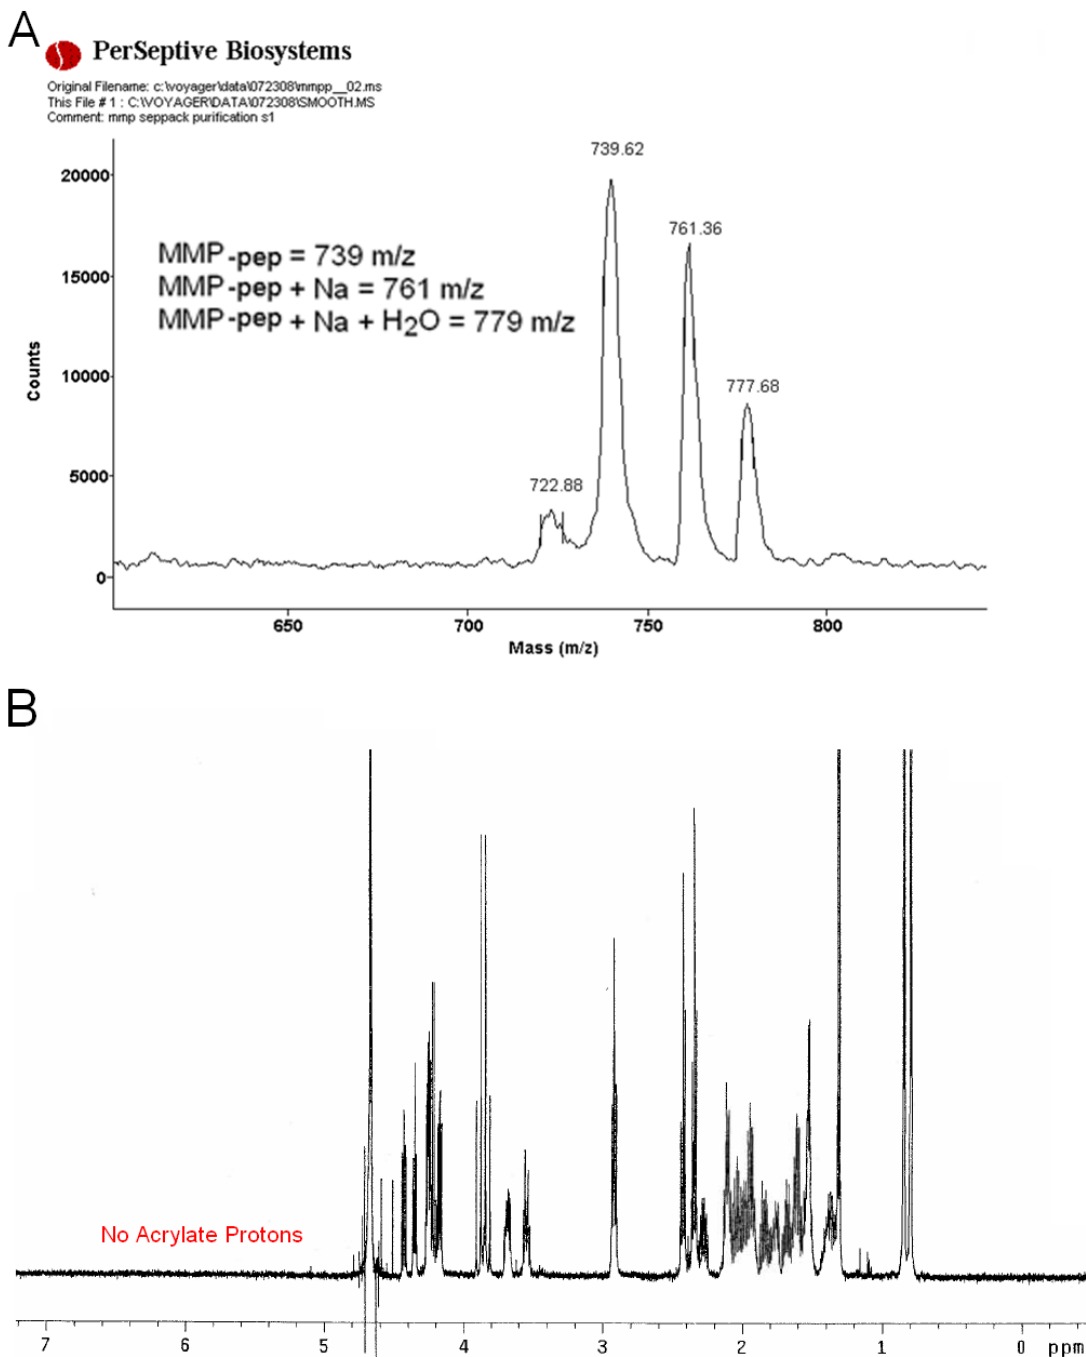 A
PerSeptive Biosystems
Original Filename: c:\voyager\data\072308\mmpp__02.ms
This File # 1 : C:\VOYAGER\DATA\072308\SMOOTH.MS
Comment: mmp seppack purification s1
739.62
20000
761.36
MMP-pep = 739 m/z
15000
MMP-pep + Na = 761 m/z
MMP-pep + Na + H₂O = 779 m/z
Counts
10000
777.68
5000
722.88
0
650 700 750 800
Mass (m/z)
B
No Acrylate Protons
7 6 5 4 3 2 1 0 ppm